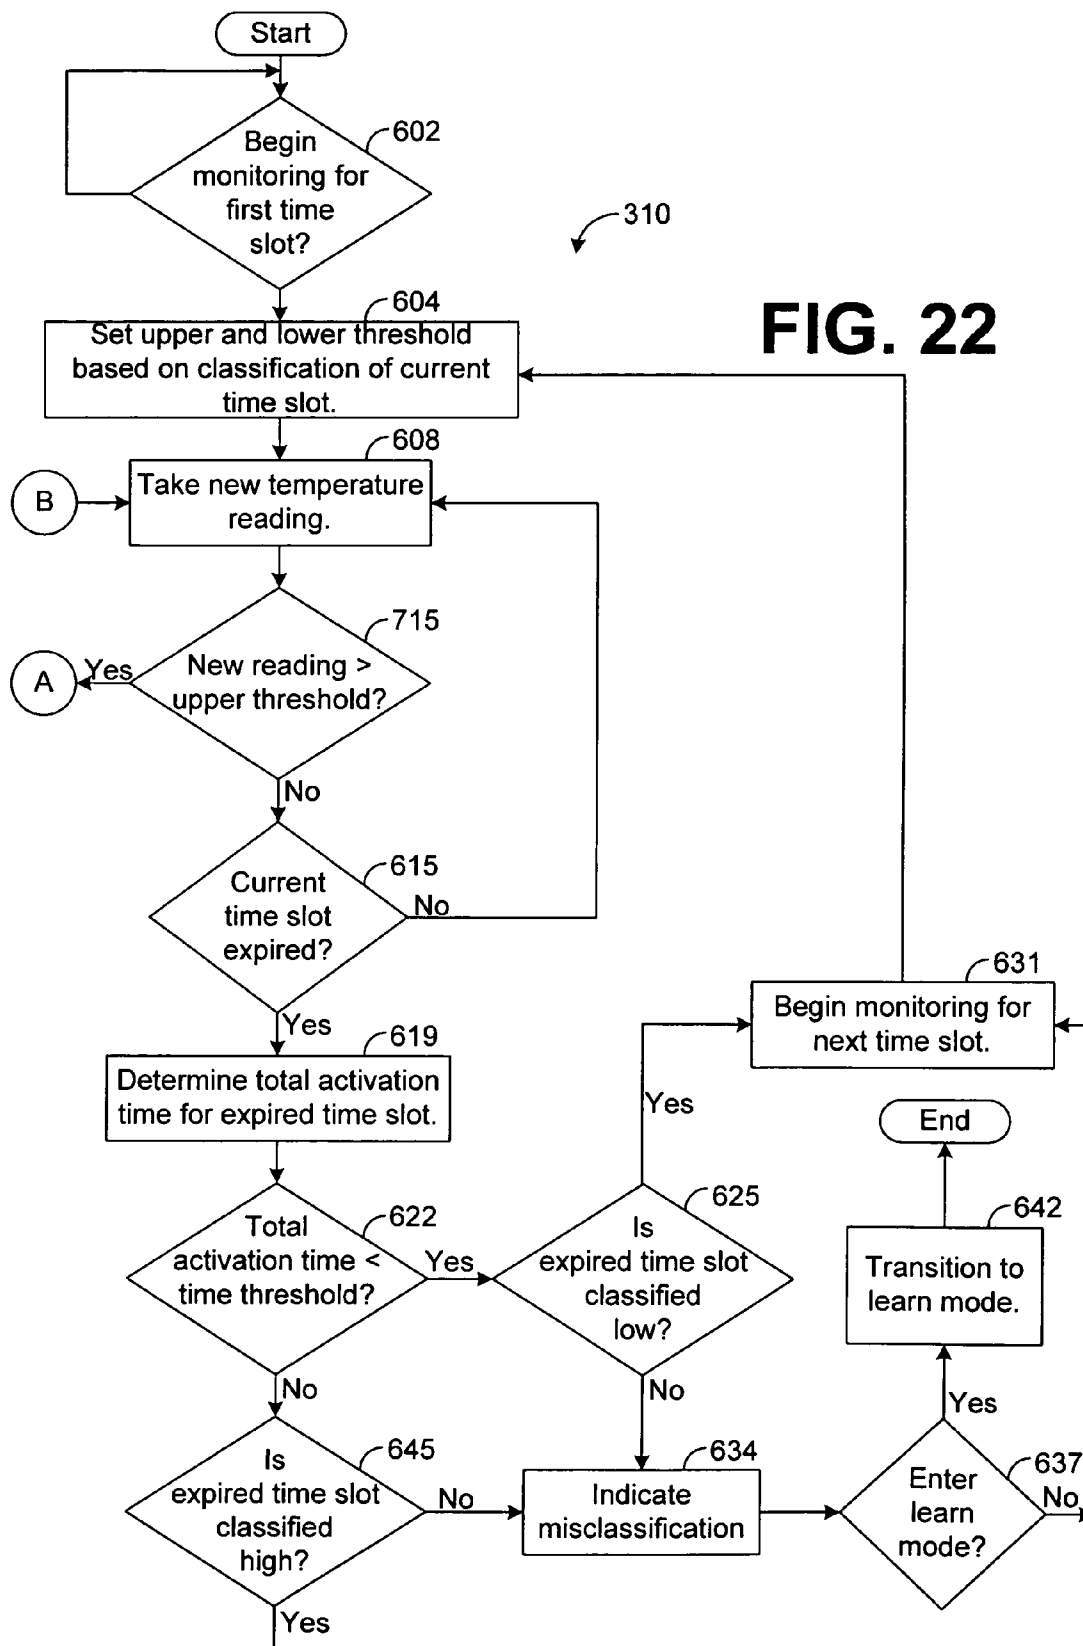 Start
602
Begin
monitoring for
first time
slot?
310
FIG. 22
604
Set upper and lower threshold
based on classification of current
time slot.
608
B
Take new temperature
reading.
715
A
Yes
New reading >
upper threshold?
No
615
Current
time slot
expired?
No
Yes
631
Begin monitoring for
next time slot.
619
Determine total activation
time for expired time slot.
Yes
End
622
Total
activation time <
time threshold?
Yes
625
Is
expired time slot
classified
low?
642
Transition to
learn mode.
No
No
Yes
645
Is
expired time slot
classified
high?
No
634
Indicate
misclassification
637
Enter
learn
mode?
No
Yes